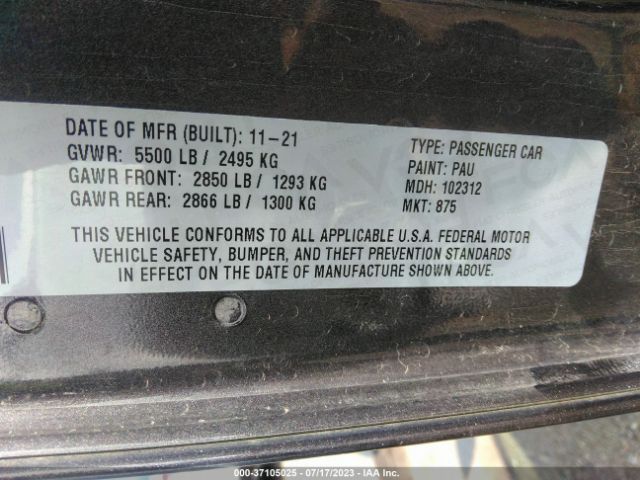 DATE OF MFR (BUILT): 11-21
GVWR: 5500 LB / 2495 KG
GAWR FRONT: 2850 LB / 1293 KG
GAWR REAR: 2866 LB / 1300 KG
TYPE: PASSENGER CAR
PAINT: PAU
MDH: 102312
MKT: 875
THIS VEHICLE CONFORMS TO ALL APPLICABLE U.S.A. FEDERAL MOTOR
VEHICLE SAFETY, BUMPER, AND THEFT PREVENTION STANDARDS
IN EFFECT ON THE DATE OF MANUFACTURE SHOWN ABOVE.
000-37105025 - 07/17/2023 - IAA Inc.